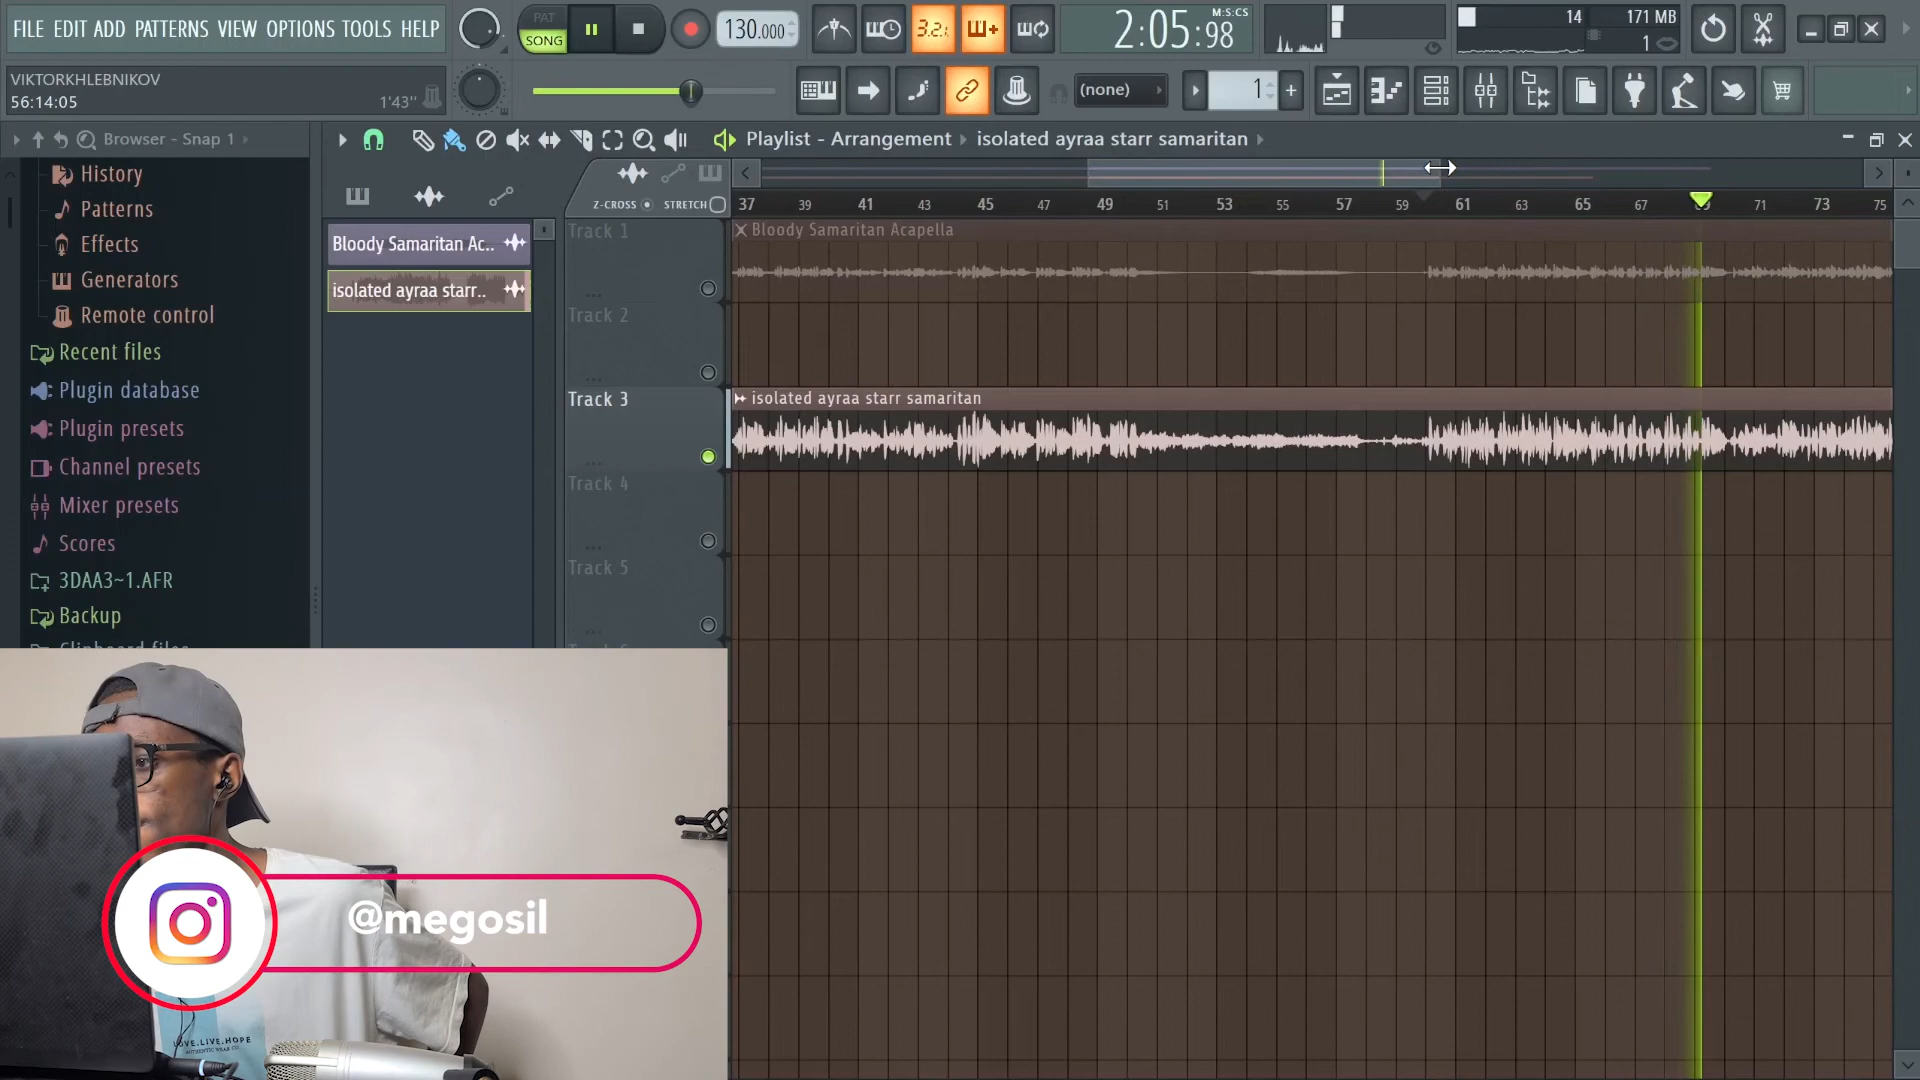 FILE EDIT ADD PATTERNS VIEW OPTIONS TOOLS HELP
PAT
SONG
130.000
3.2.
2:05:98
M:S:CS
14
171 MB
1
VIKTORKHLEBNIKOV
56:14:05
1'43"
(none)
1
Browser - Snap 1
Playlist - Arrangement
isolated ayraa starr samaritan
History
Patterns
Effects
Generators
Remote control
Recent files
Plugin database
Plugin presets
Channel presets
Mixer presets
Scores
3DAA3~1.AFR
Backup
Clipboard files
Z-CROSS
STRETCH
37 39 41 43 45 47 49 51 53 55 57 59 61 63 65 67 69 71 73 75
Bloody Samaritan Ac..
isolated ayraa starr..
Track 1
Bloody Samaritan Acapella
Track 2
Track 3
isolated ayraa starr samaritan
Track 4
Track 5
@megosil
LOVE.LIVE.HOPE